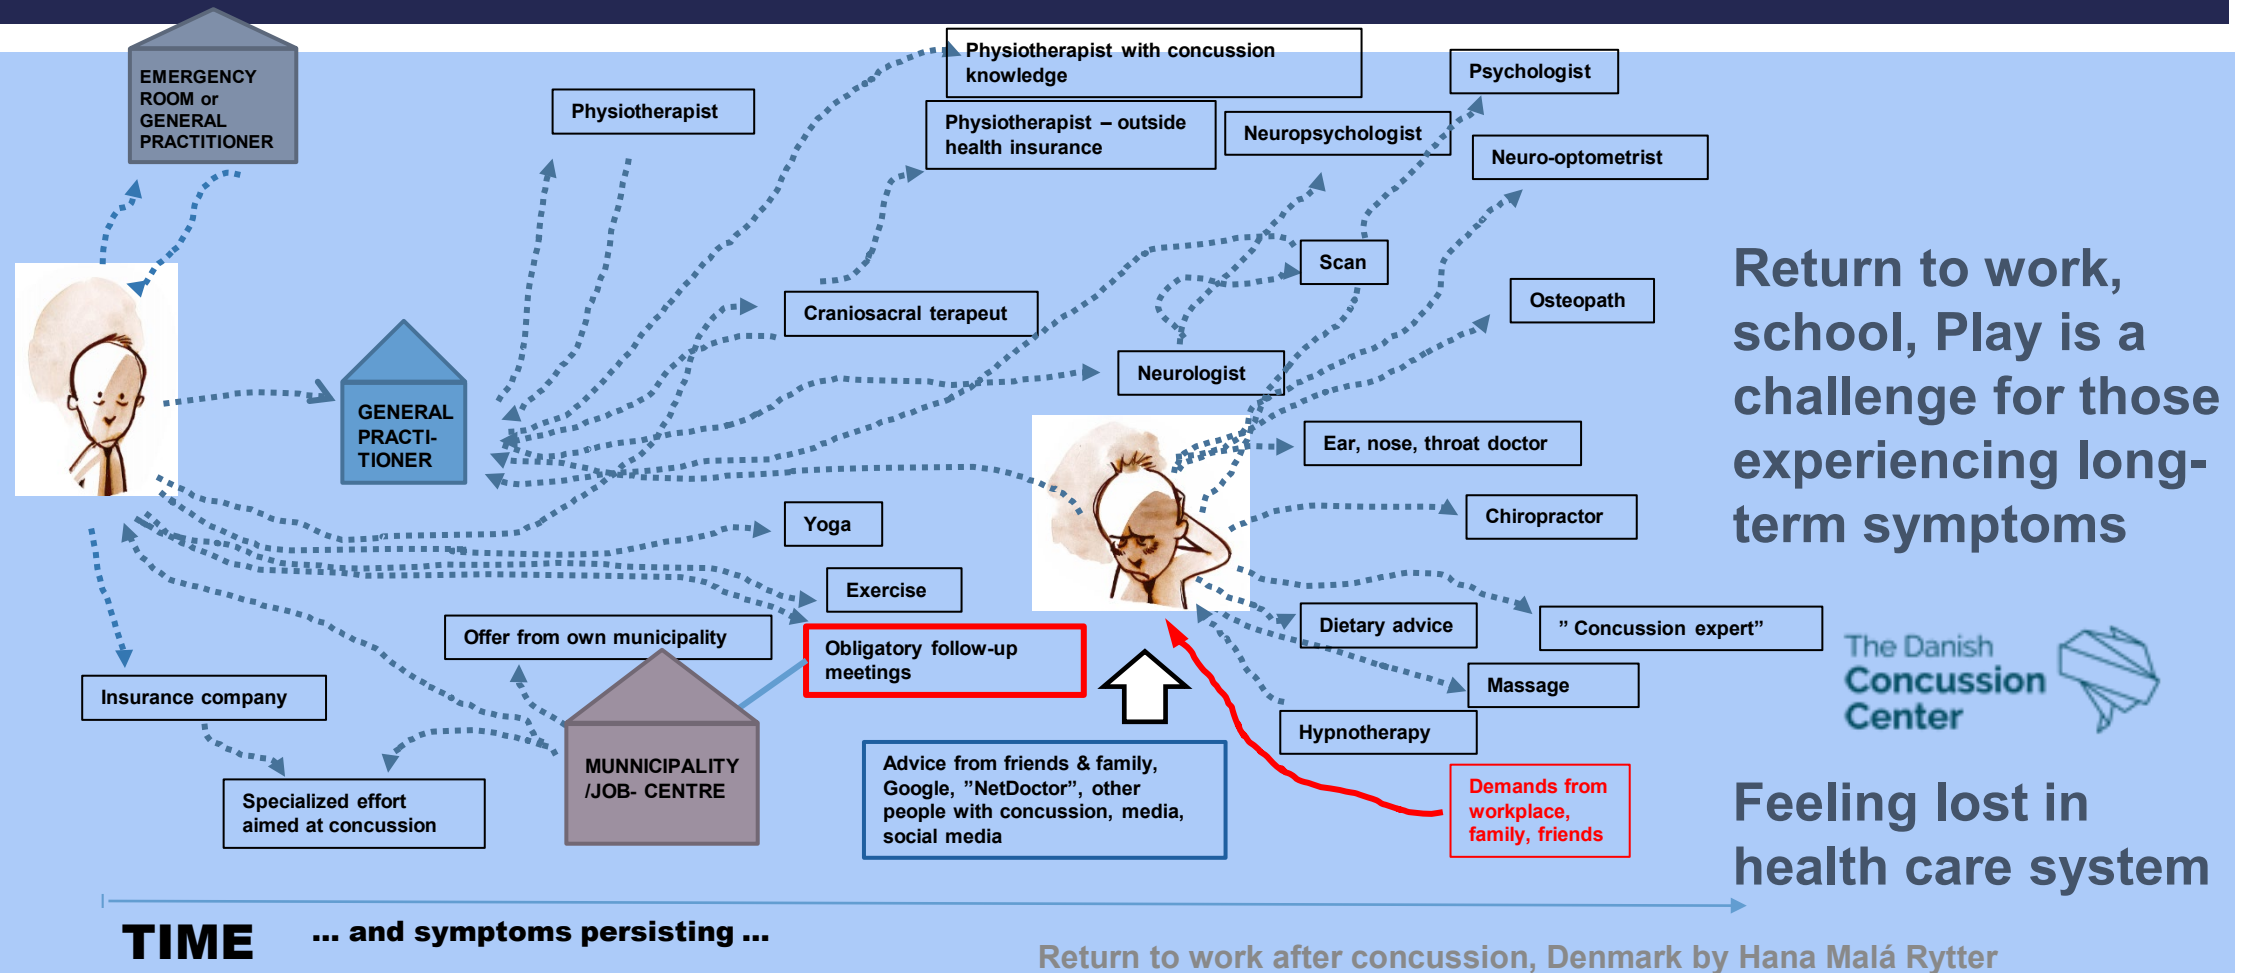 EMERGENCY
ROOM or
GENERAL
PRACTITIONER
Physiotherapist
Physiotherapist with concussion
knowledge
Physiotherapist – outside
health insurance
Psychologist
Neuropsychologist
Neuro-optometrist
Scan
Osteopath
Craniosacral terapeut
Neurologist
GENERAL
PRACTI-
TIONER
Ear, nose, throat doctor
Chiropractor
Yoga
Exercise
Offer from own municipality
Obligatory follow-up
meetings
Dietary advice
” Concussion expert”
Massage
Hypnotherapy
Insurance company
Specialized effort
aimed at concussion
MUNNICIPALITY
/JOB- CENTRE
Advice from friends & family,
Google, ”NetDoctor”, other
people with concussion, media,
social media
Demands from
workplace,
family, friends
Return to work,
school, Play is a
challenge for those
experiencing long-
term symptoms
The Danish
Concussion
Center
Feeling lost in
health care system
TIME
... and symptoms persisting ...
Return to work after concussion, Denmark by Hana Malá Rytter